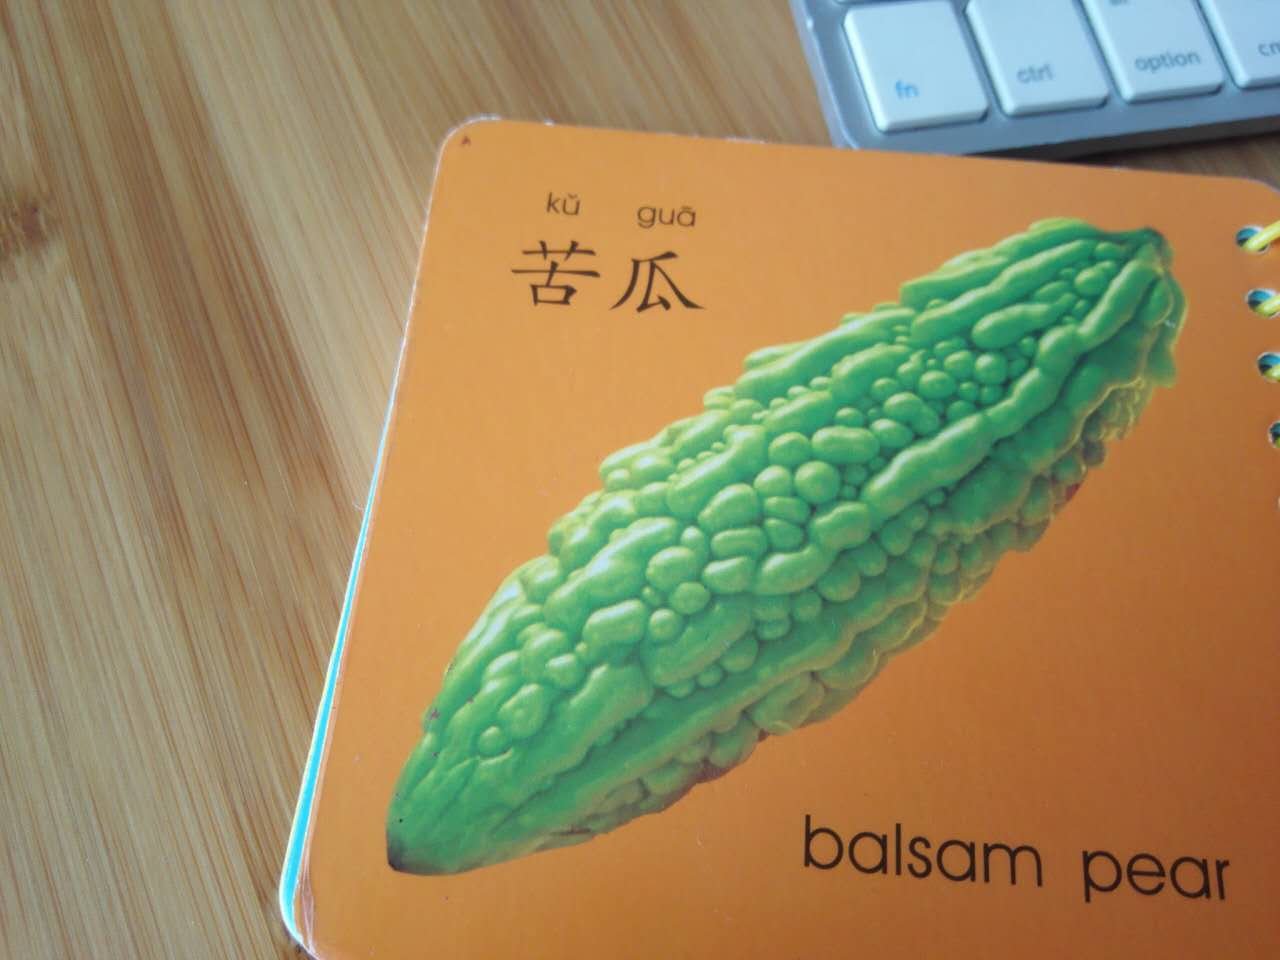 fn
ctrl
option
kǔ guā
苦瓜
balsam pear